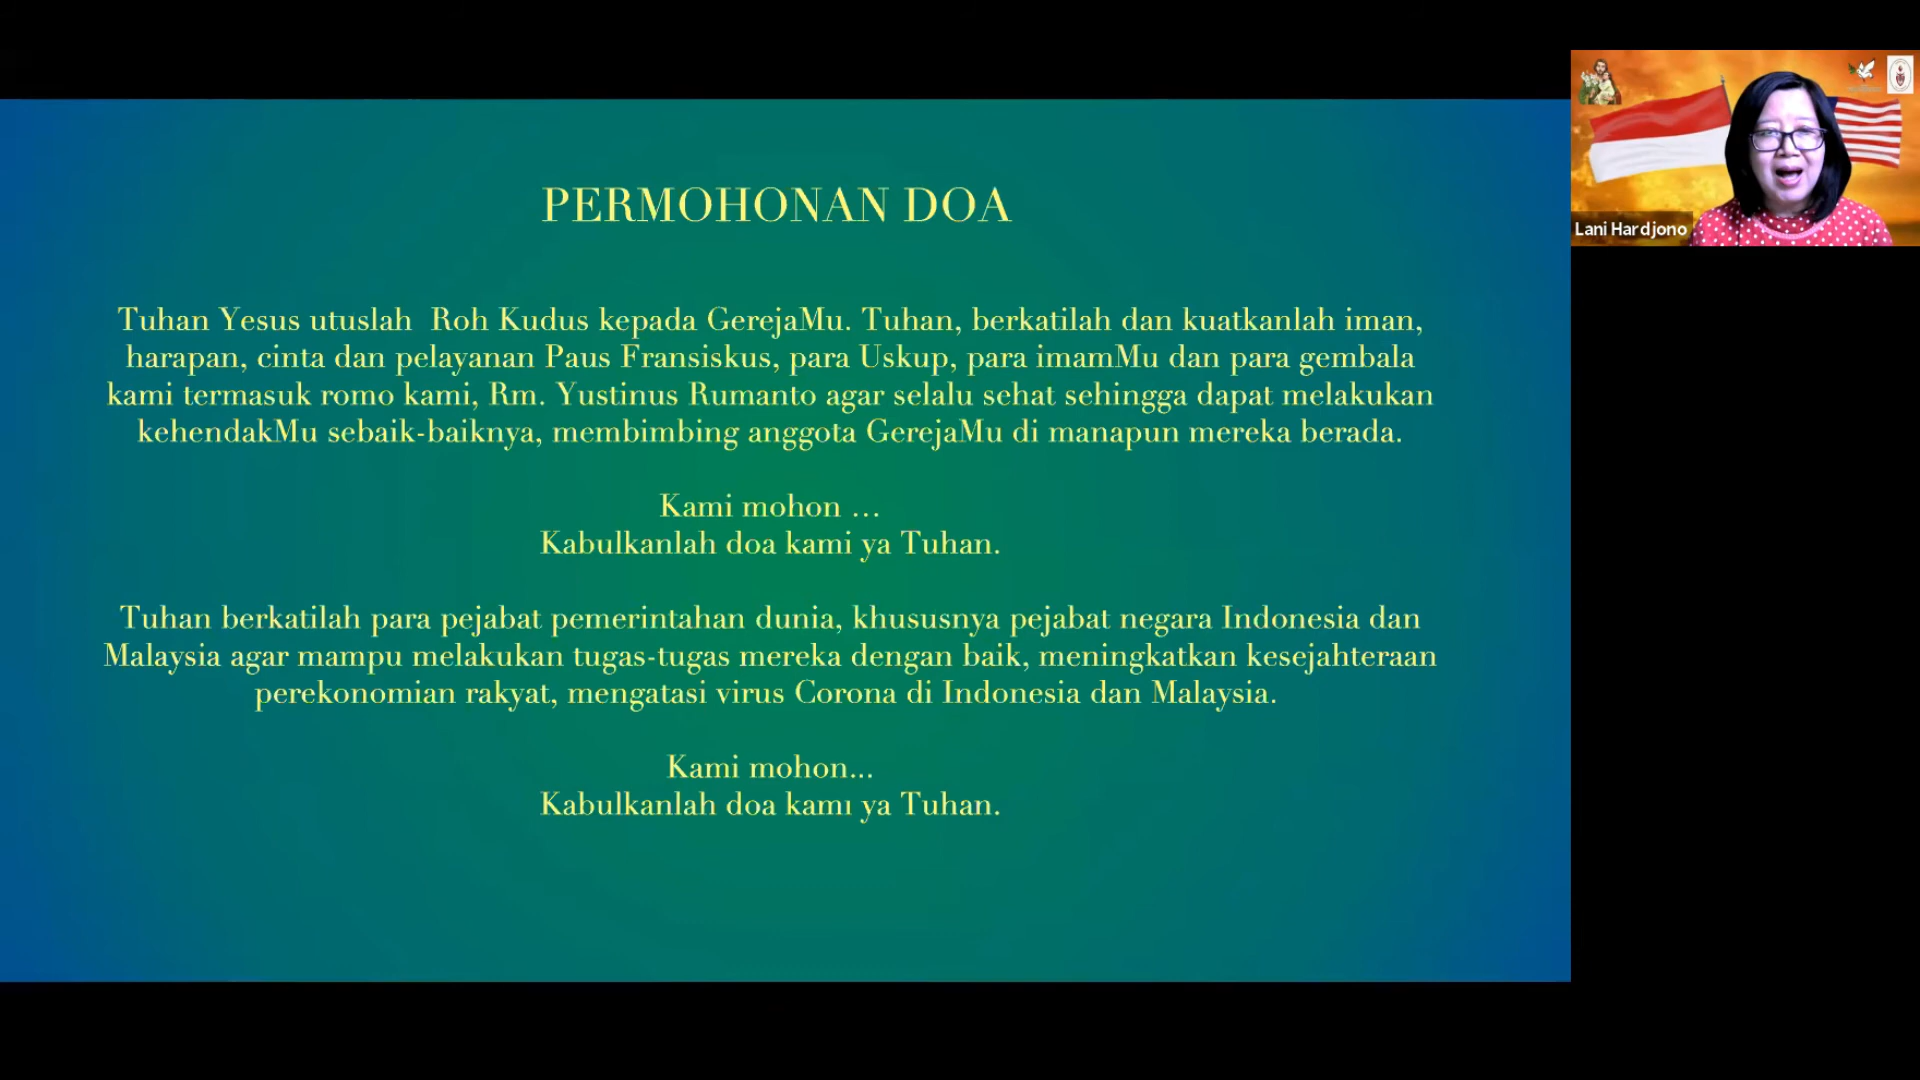 PERMOHONAN DOA
Tuhan Yesus utuslah Roh Kudus kepada GerejaMu. Tuhan, berkatilah dan kuatkanlah iman,
harapan, cinta dan pelayanan Paus Fransiskus, para Uskup, para imamMu dan para gembala
kami termasuk romo kami, Rm. Yustinus Rumanto agar selalu sehat sehingga dapat melakukan
kehendakMu sebaik-baiknya, membimbing anggota GerejaMu di manapun mereka berada.
Kami mohon ...
Kabulkanlah doa kami ya Tuhan.
Tuhan berkatilah para pejabat pemerintahan dunia, khususnya pejabat negara Indonesia dan
Malaysia agar mampu melakukan tugas-tugas mereka dengan baik, meningkatkan kesejahteraan
perekonomian rakyat, mengatasi virus Corona di Indonesia dan Malaysia.
Kami mohon...
Kabulkanlah doa kami ya Tuhan.
Lani Hardjono